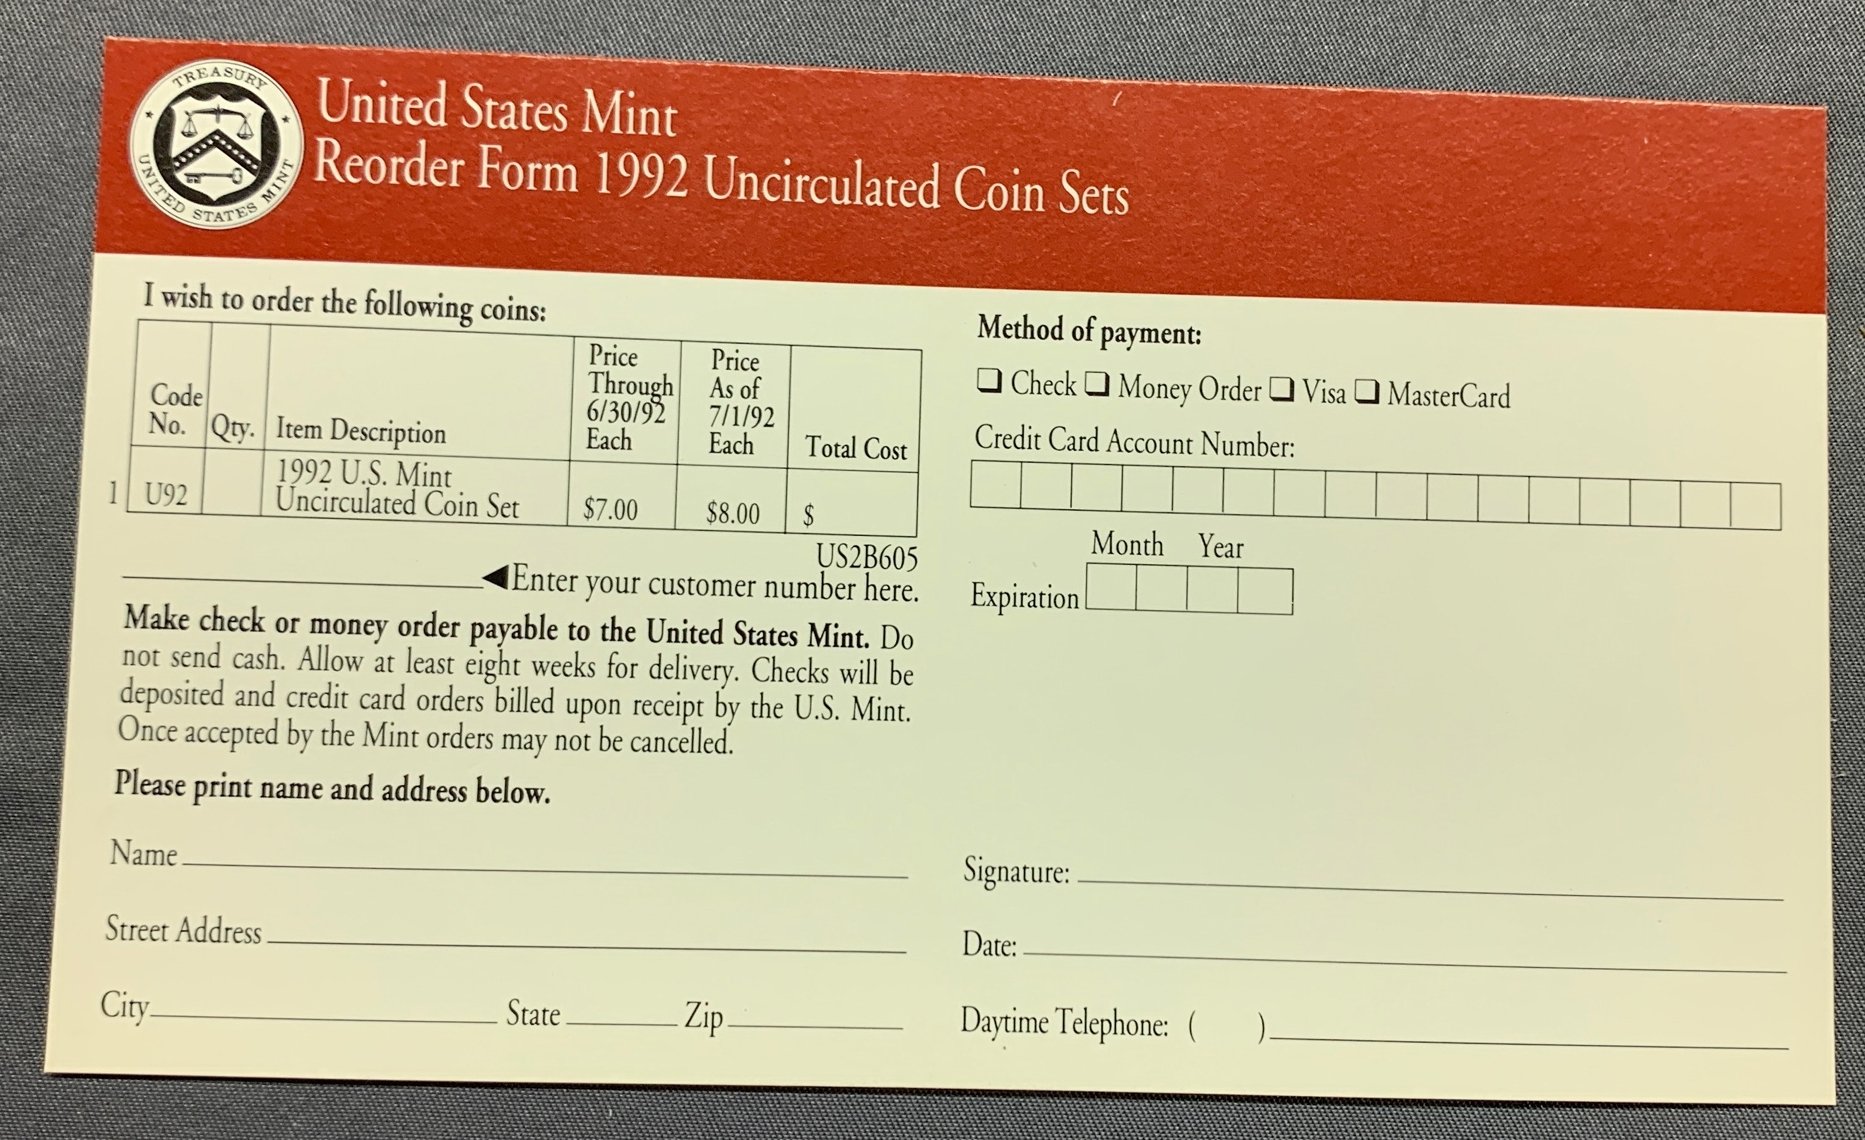 TREASURY
UNITED STATES MINT
United States Mint
Reorder Form 1992 Uncirculated Coin Sets
I wish to order the following coins:
Code No. Qty. Item Description Price Through 6/30/92 Each Price As of 7/1/92 Each Total Cost
1 U92 1992 U.S. Mint Uncirculated Coin Set $7.00 $8.00 $
US2B605
Enter your customer number here.
Make check or money order payable to the United States Mint. Do
not send cash. Allow at least eight weeks for delivery. Checks will be
deposited and credit card orders billed upon receipt by the U.S. Mint.
Once accepted by the Mint orders may not be cancelled.
Please print name and address below.
Name
Street Address
City State Zip
Method of payment:
Check Money Order Visa MasterCard
Credit Card Account Number:
Month Year
Expiration
Signature:
Date:
Daytime Telephone: ( )